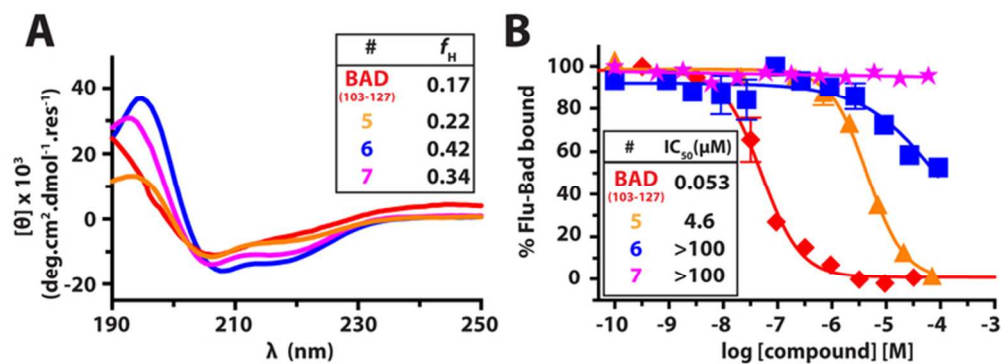 A
# fH
BAD 0.17
(103-127)
5 0.22
6 0.42
7 0.34
40
20
0
-20
[θ] x 10³
(deg.cm².dmol⁻¹.res⁻¹)
190 210 230 250
λ (nm)
B
100
80
60
40
20
0
% Flu-Bad bound
# IC50(µM)
BAD 0.053
(103-127)
5 4.6
6 >100
7 >100
-10 -9 -8 -7 -6 -5 -4 -3
log [compound] [M]